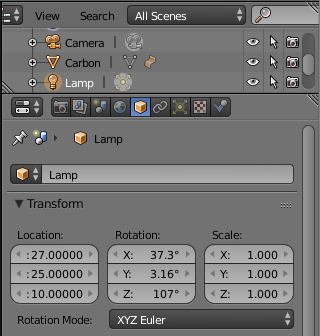 View Search All Scenes
Camera
Carbon
Lamp
Lamp
Lamp
Transform
Location: Rotation: Scale:
:27.00000 X: 37.3° X: 1.000
:25.00000 Y: 3.16° Y: 1.000
:10.00000 Z: 107° Z: 1.000
Rotation Mode: XYZ Euler